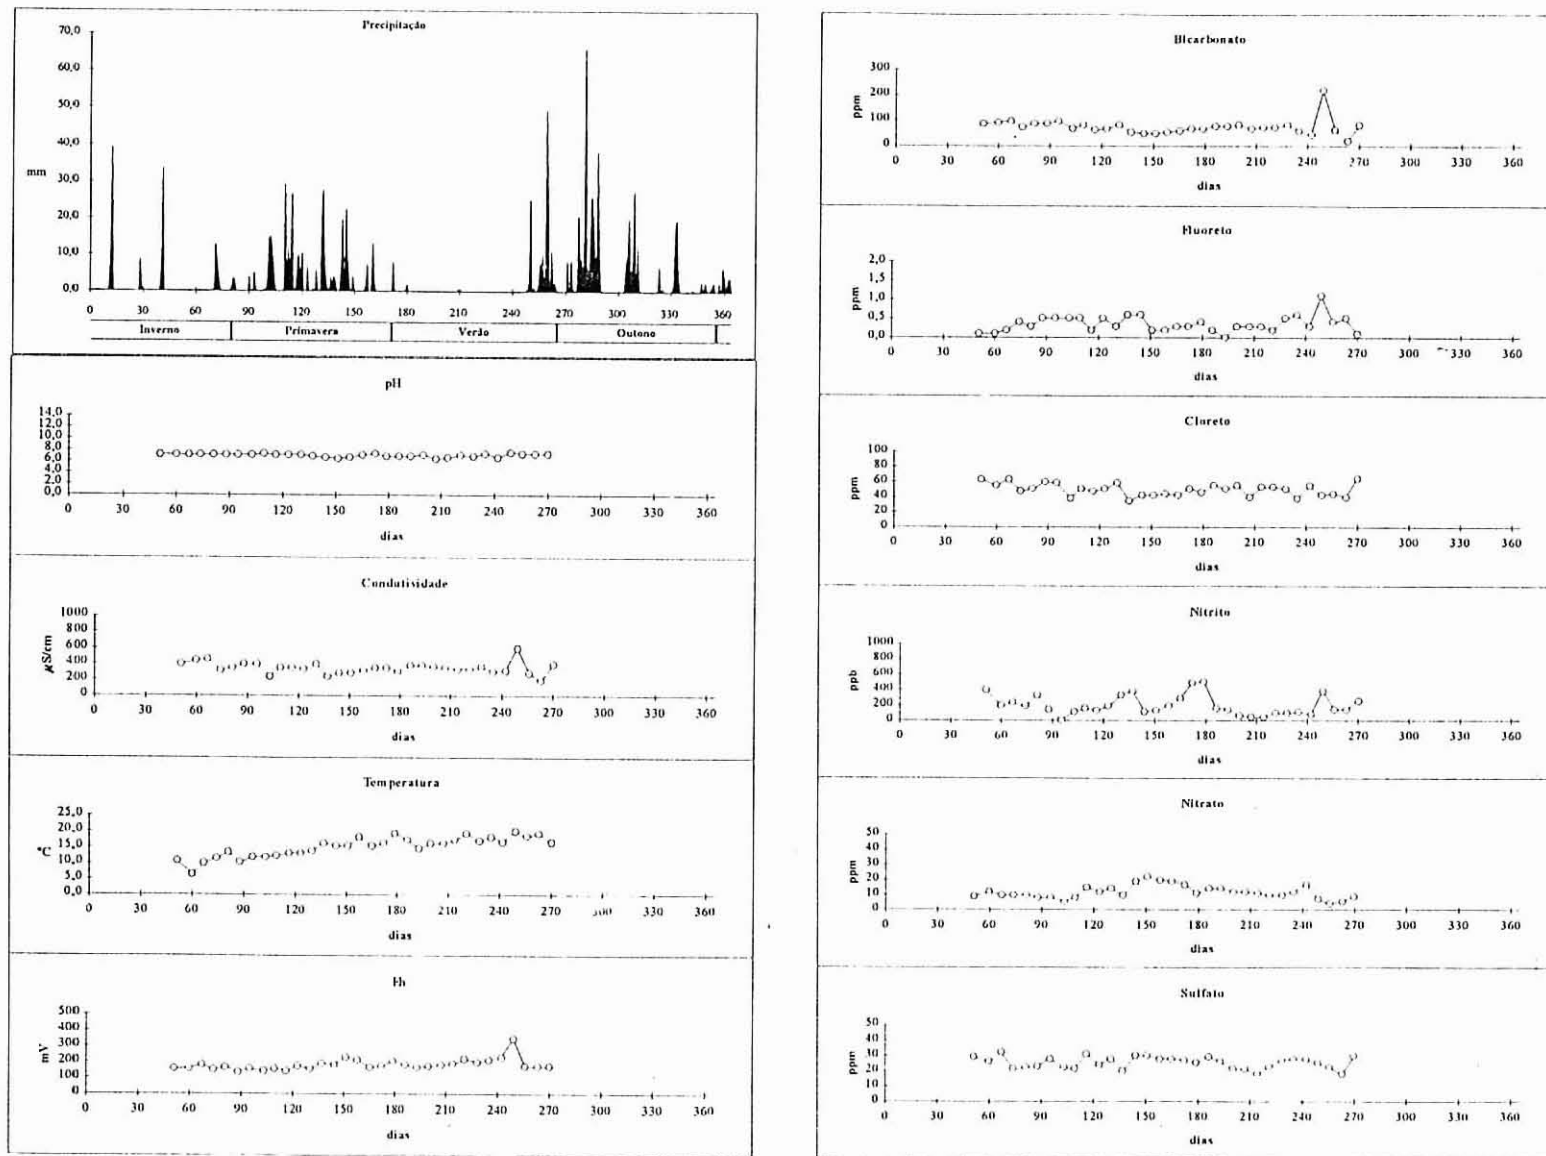 Precipitação
70,0
60,0
50,0
40,0
mm
30,0
20,0
10,0
0,0
0 30 60 90 120 150 180 210 240 270 300 330 360
Inverno Primavera Verão Outono
pH
14,0
12,0
10,0
8,0
6,0
4,0
2,0
0,0
0 30 60 90 120 150 180 210 240 270 300 330 360
dias
Condutisidade
µS/cm
1000
800
600
400
200
0
0 30 60 90 120 150 180 210 240 270 300 330 360
dias
Temperatura
°C
25,0
20,0
15,0
10,0
5,0
0,0
0 30 60 90 120 150 180 210 240 270 300 330 360
dias
Eh
mV
500
400
300
200
100
0
0 30 60 90 120 150 180 210 240 270 300 330 360
dias
Bicarbonato
ppm
300
200
100
0
0 30 60 90 120 150 180 210 240 270 300 330 360
dias
Fluoreto
ppm
2,0
1,5
1,0
0,5
0,0
0 30 60 90 120 150 180 210 240 270 300 330 360
dias
Cloreto
ppm
100
80
60
40
20
0
0 30 60 90 120 150 180 210 240 270 300 330 360
dias
Nitrito
ppb
1000
800
600
400
200
0
0 30 60 90 120 150 180 210 240 270 300 330 360
dias
Nitrato
ppm
50
40
30
20
10
0
0 30 60 90 120 150 180 210 240 270 300 330 360
dias
Sulfato
ppm
50
40
30
20
10
0
0 30 60 90 120 150 180 210 240 270 300 330 360
dias